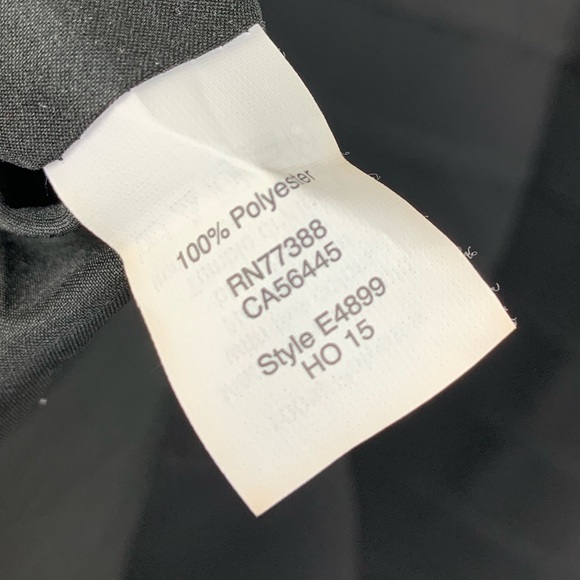 100% Polyester
RN77388
CA56445
Style E4899
HO 15